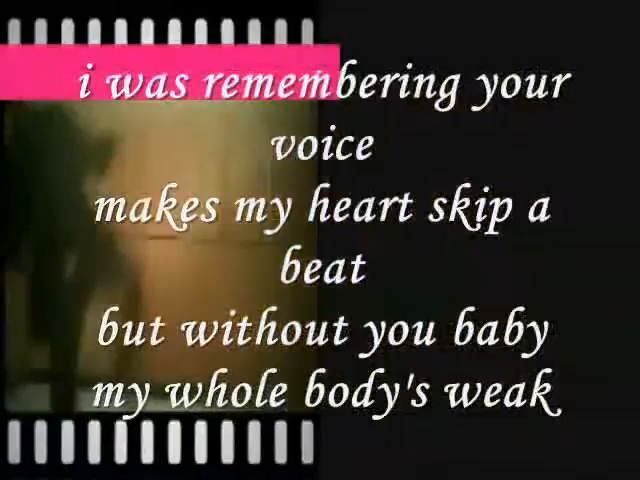 i was remembering your
voice
makes my heart skip a
beat
but without you baby
my whole body's weak